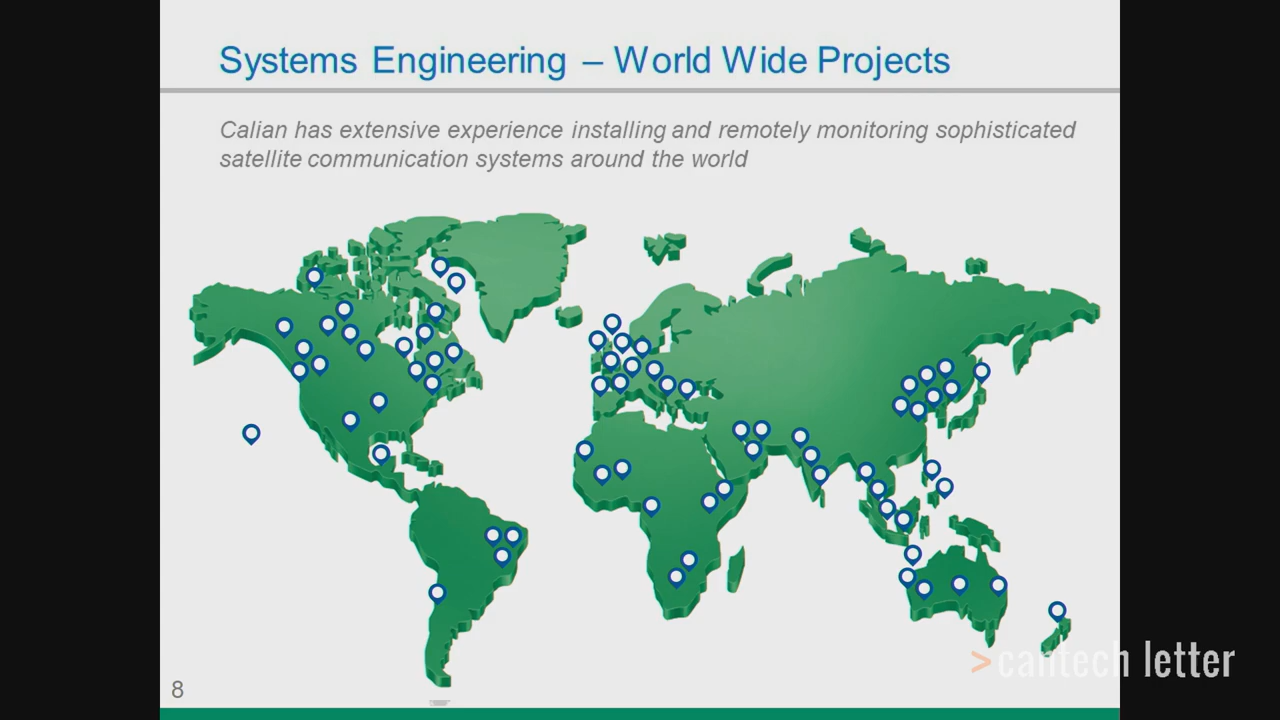 Systems Engineering – World Wide Projects
Calian has extensive experience installing and remotely monitoring sophisticated
satellite communication systems around the world
8
>cantech letter